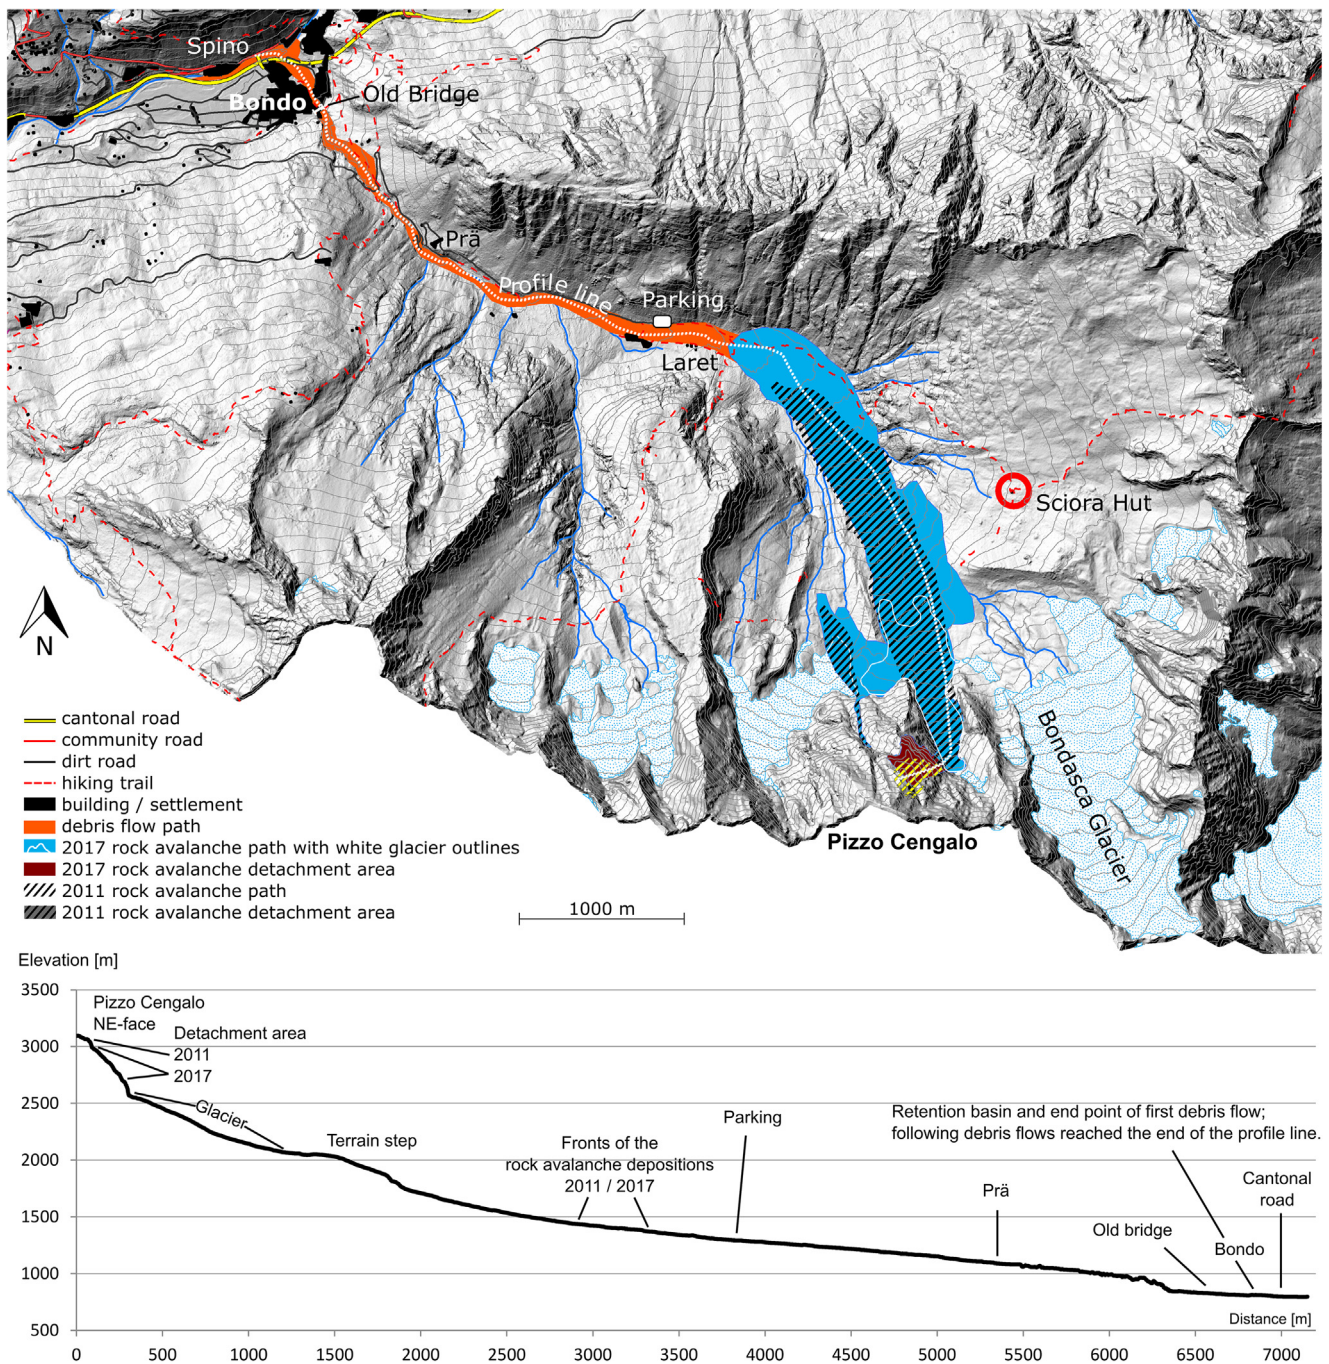 Spino
Bondo
Old Bridge
Prä
Profile line
Parking
Laret
Sciora Hut
N
Bondasca Glacier
Pizzo Cengalo
cantonal road
community road
dirt road
hiking trail
building / settlement
debris flow path
2017 rock avalanche path with white glacier outlines
2017 rock avalanche detachment area
2011 rock avalanche path
2011 rock avalanche detachment area
1000 m
Elevation [m]
3500
3000
2500
2000
1500
1000
500
Pizzo Cengalo
NE-face
Detachment area
2011
2017
Glacier
Terrain step
Fronts of the
rock avalanche depositions
2011 / 2017
Parking
Retention basin and end point of first debris flow;
following debris flows reached the end of the profile line.
Prä
Old bridge
Bondo
Cantonal
road
Distance [m]
0 500 1000 1500 2000 2500 3000 3500 4000 4500 5000 5500 6000 6500 7000